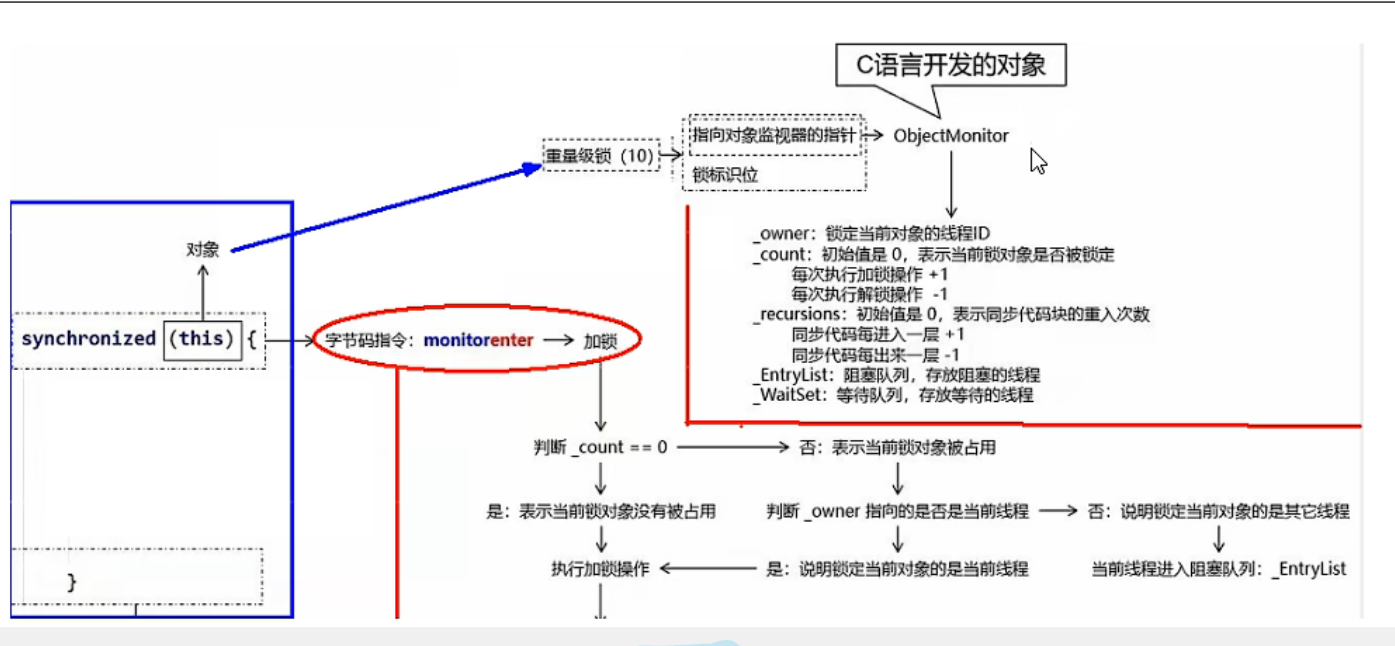 C语言开发的对象
指向对象监视器的指针
ObjectMonitor
重量级锁（10）
锁标识位
_owner：锁定当前对象的线程ID
_count：初始值是 0，表示当前锁对象是否被锁定
每次执行加锁操作 +1
每次执行解锁操作 -1
_recursions：初始值是 0，表示同步代码块的重入次数
同步代码每进入一层 +1
同步代码每出来一层 -1
_EntryList：阻塞队列，存放阻塞的线程
_WaitSet：等待队列，存放等待的线程
对象
synchronized (this) {
字节码指令：monitorenter
加锁
判断 _count == 0
否：表示当前锁对象被占用
是：表示当前锁对象没有被占用
判断 _owner 指向的是否是当前线程
否：说明锁定当前对象的是其它线程
执行加锁操作
是：说明锁定当前对象的是当前线程
当前线程进入阻塞队列：_EntryList
}